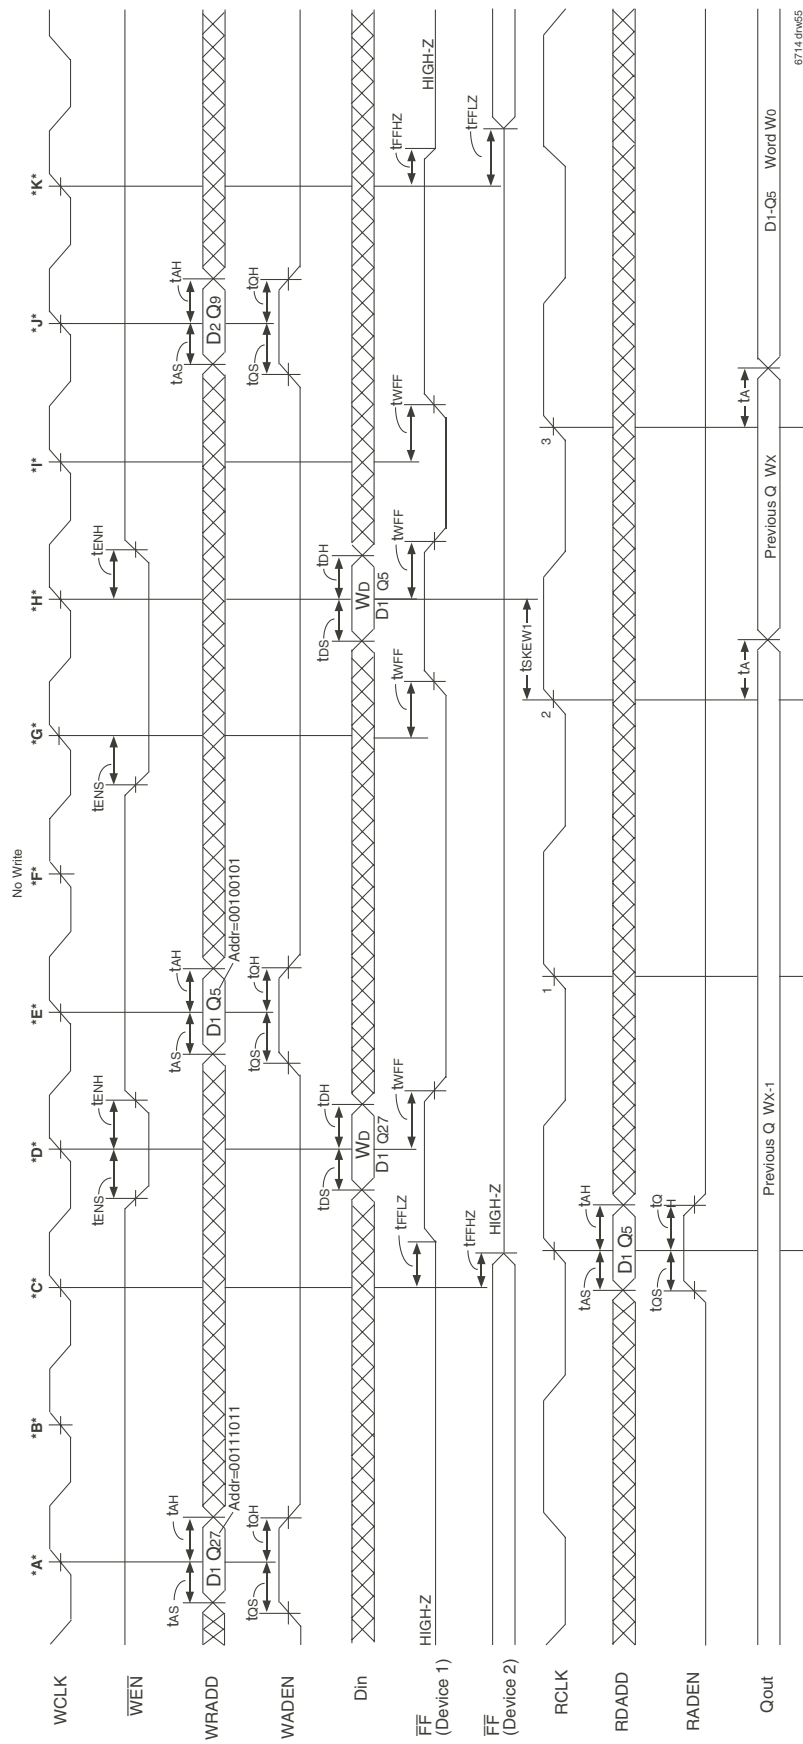 No Write
*A*
*B*
*C*
*D*
*E*
*F*
*G*
*H*
*I*
*J*
*K*
WCLK
WEN
tENS
tENH
tENS
tENH
WRADD
tAS
tAH
D1 Q27
Addr=00111011
tAS
tAH
D1 Q5
Addr=00100101
tAS
tAH
D2 Q9
WADEN
tQS
tQH
tQS
tQH
tQS
tQH
Din
tDS
tDH
WD
D1 Q27
tDS
tDH
WD
D1 Q5
FF
(Device 1)
HIGH-Z
tFFLZ
tWFF
tWFF
tWFF
tWFF
tFFHZ
HIGH-Z
FF
(Device 2)
tFFHZ
HIGH-Z
tFFLZ
tSKEW1
RCLK
1
2
3
RDADD
tAS
tAH
D1 Q5
RADEN
tQS
tQ
H
Qout
Previous Q WX-1
tA
Previous Q WX
tA
D1-Q5 Word W0
6714 drw55